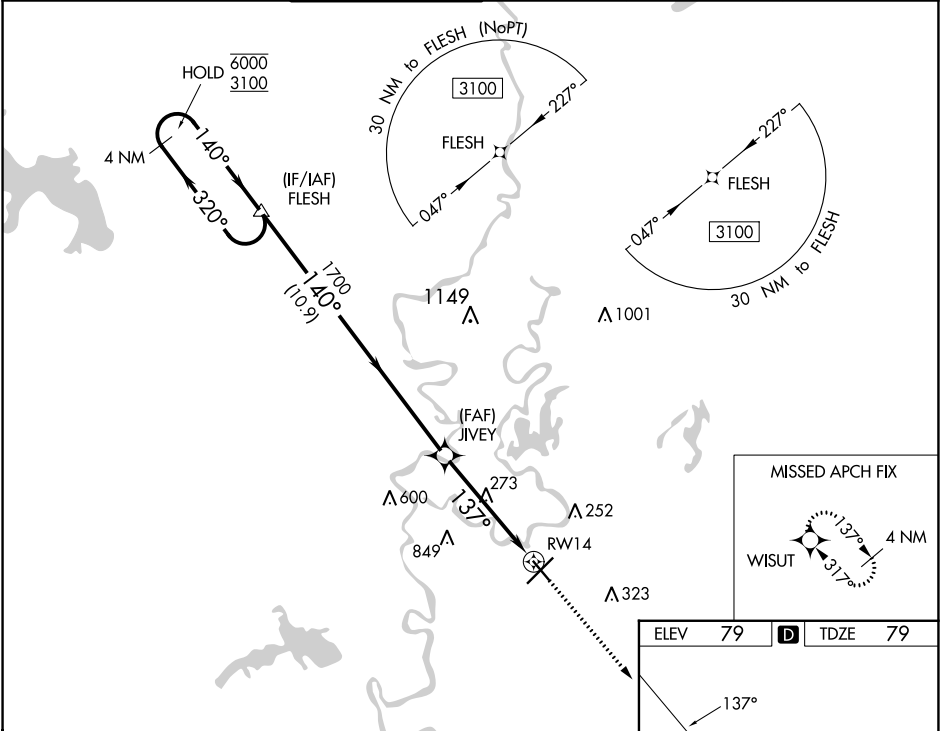 HOLD 6000
3100
4 NM
140°
320°
(IF/IAF)
FLESH
30 NM to FLESH (NoPT)
3100
227°
FLESH
047°
227°
FLESH
047°
3100
30 NM to FLESH
1700
140°
(10.9)
1149
1001
(FAF)
JIVEY
600
273
252
137°
849
RW14
323
MISSED APCH FIX
137°
4 NM
WISUT
317°
ELEV 79 D TDZE 79
137°